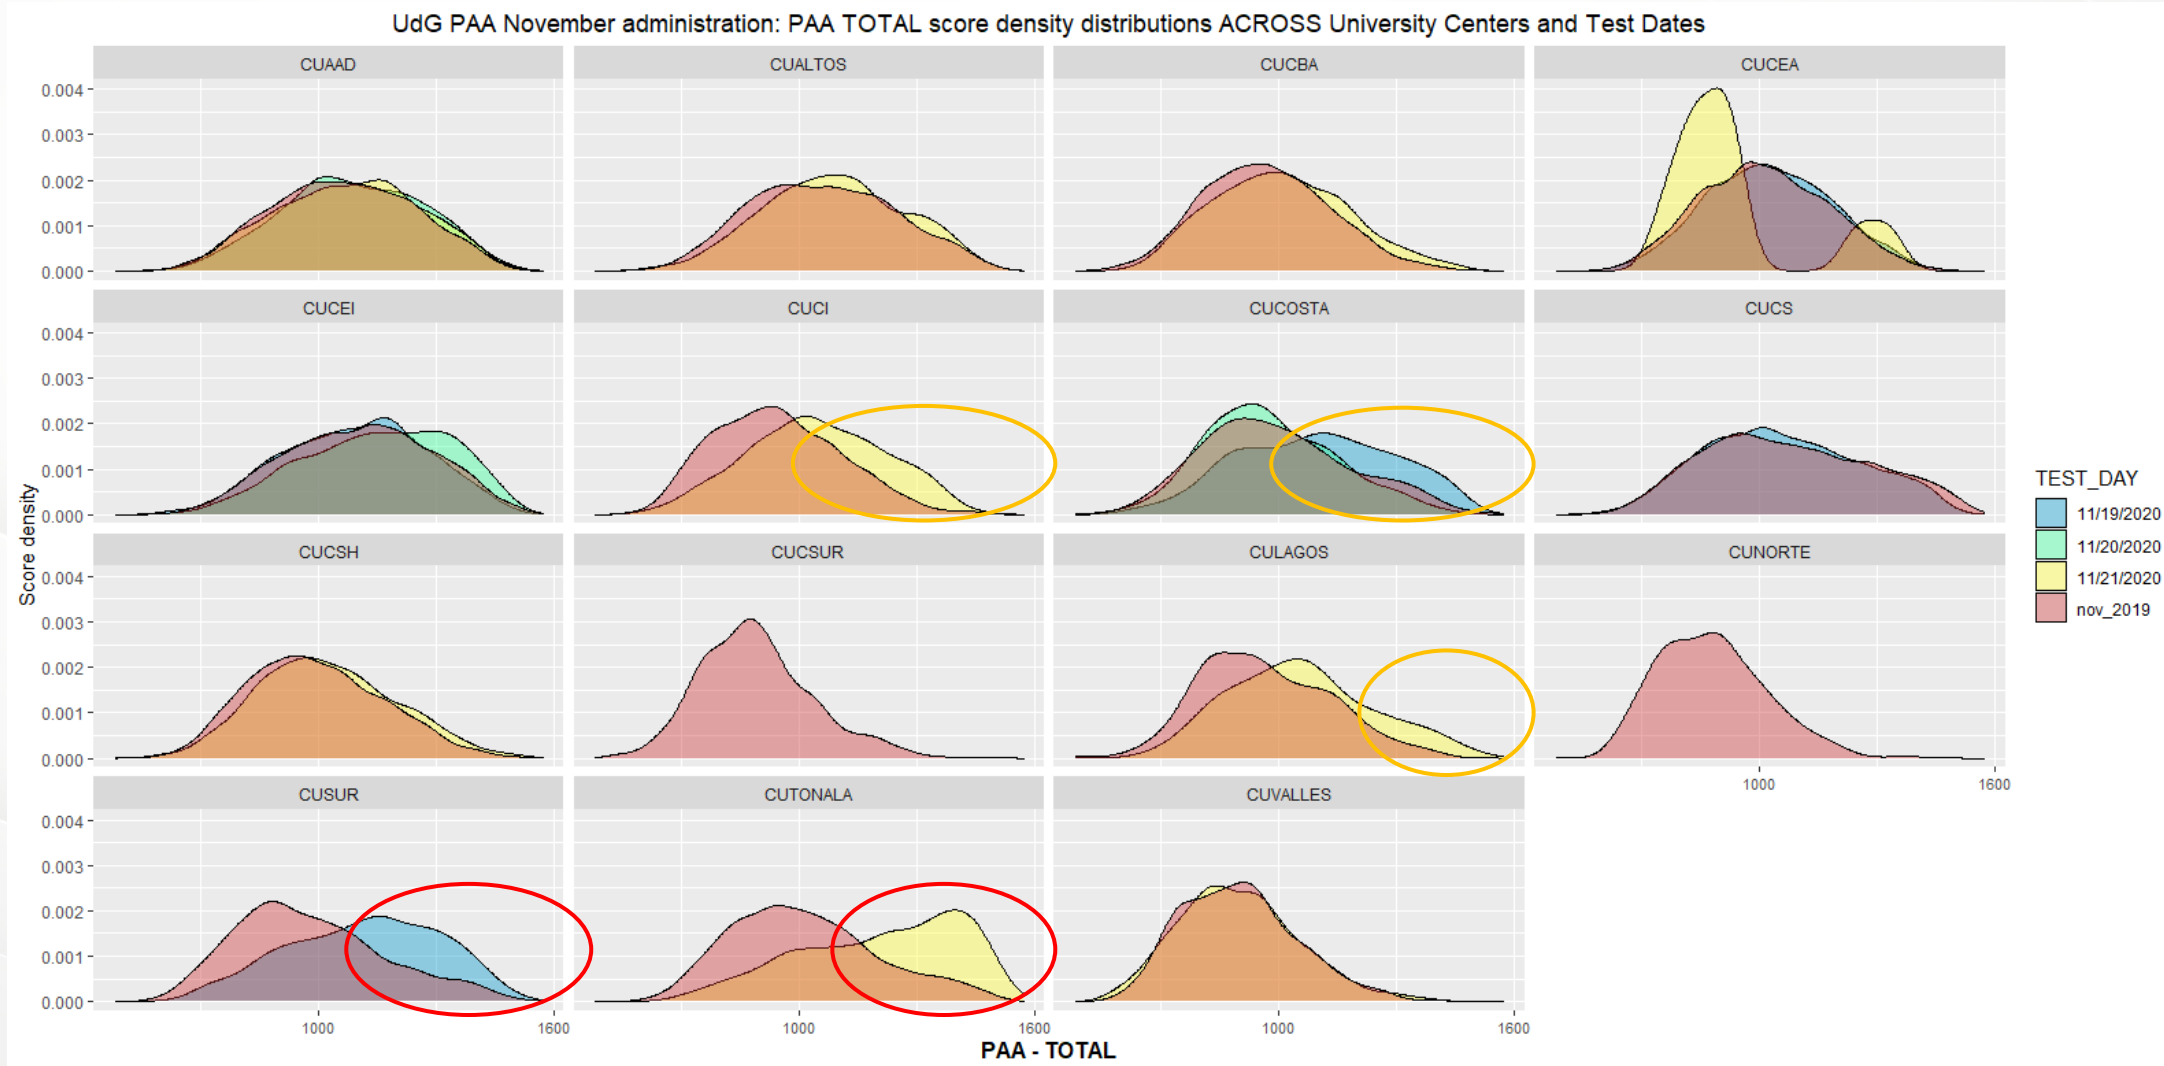 UdG PAA November administration: PAA TOTAL score density distributions ACROSS University Centers and Test Dates
CUAAD CUALTOS CUCBA CUCEA
0.004
0.003
0.002
0.001
0.000
CUCEI CUCI CUCOSTA CUCS
0.004
0.003
0.002
0.001
0.000
Score density
TEST_DAY
11/19/2020
11/20/2020
11/21/2020
nov_2019
CUCSH CUCSUR CULAGOS CUNORTE
0.004
0.003
0.002
0.001
0.000
1000 1600
CUSUR CUTONALA CUVALLES
0.004
0.003
0.002
0.001
0.000
1000 1600 1000 1600 1000 1600
PAA - TOTAL